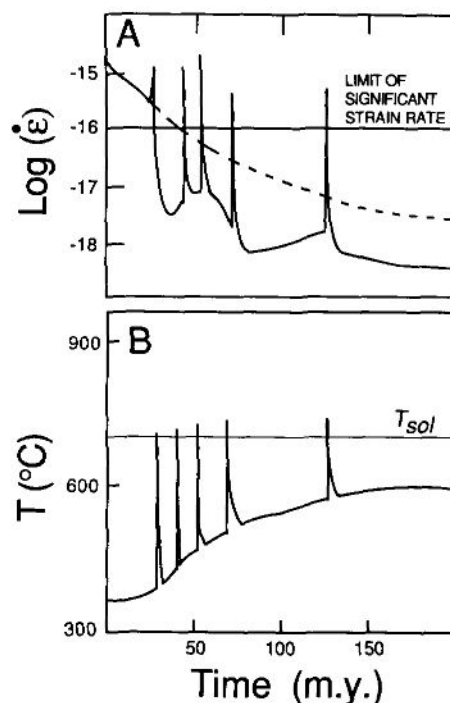 A
-15
-16
-17
-18
Log (ε̇)
LIMIT OF
SIGNIFICANT
STRAIN RATE
B
900
600
300
T (°C)
Tsol
50
100
150
Time (m.y.)